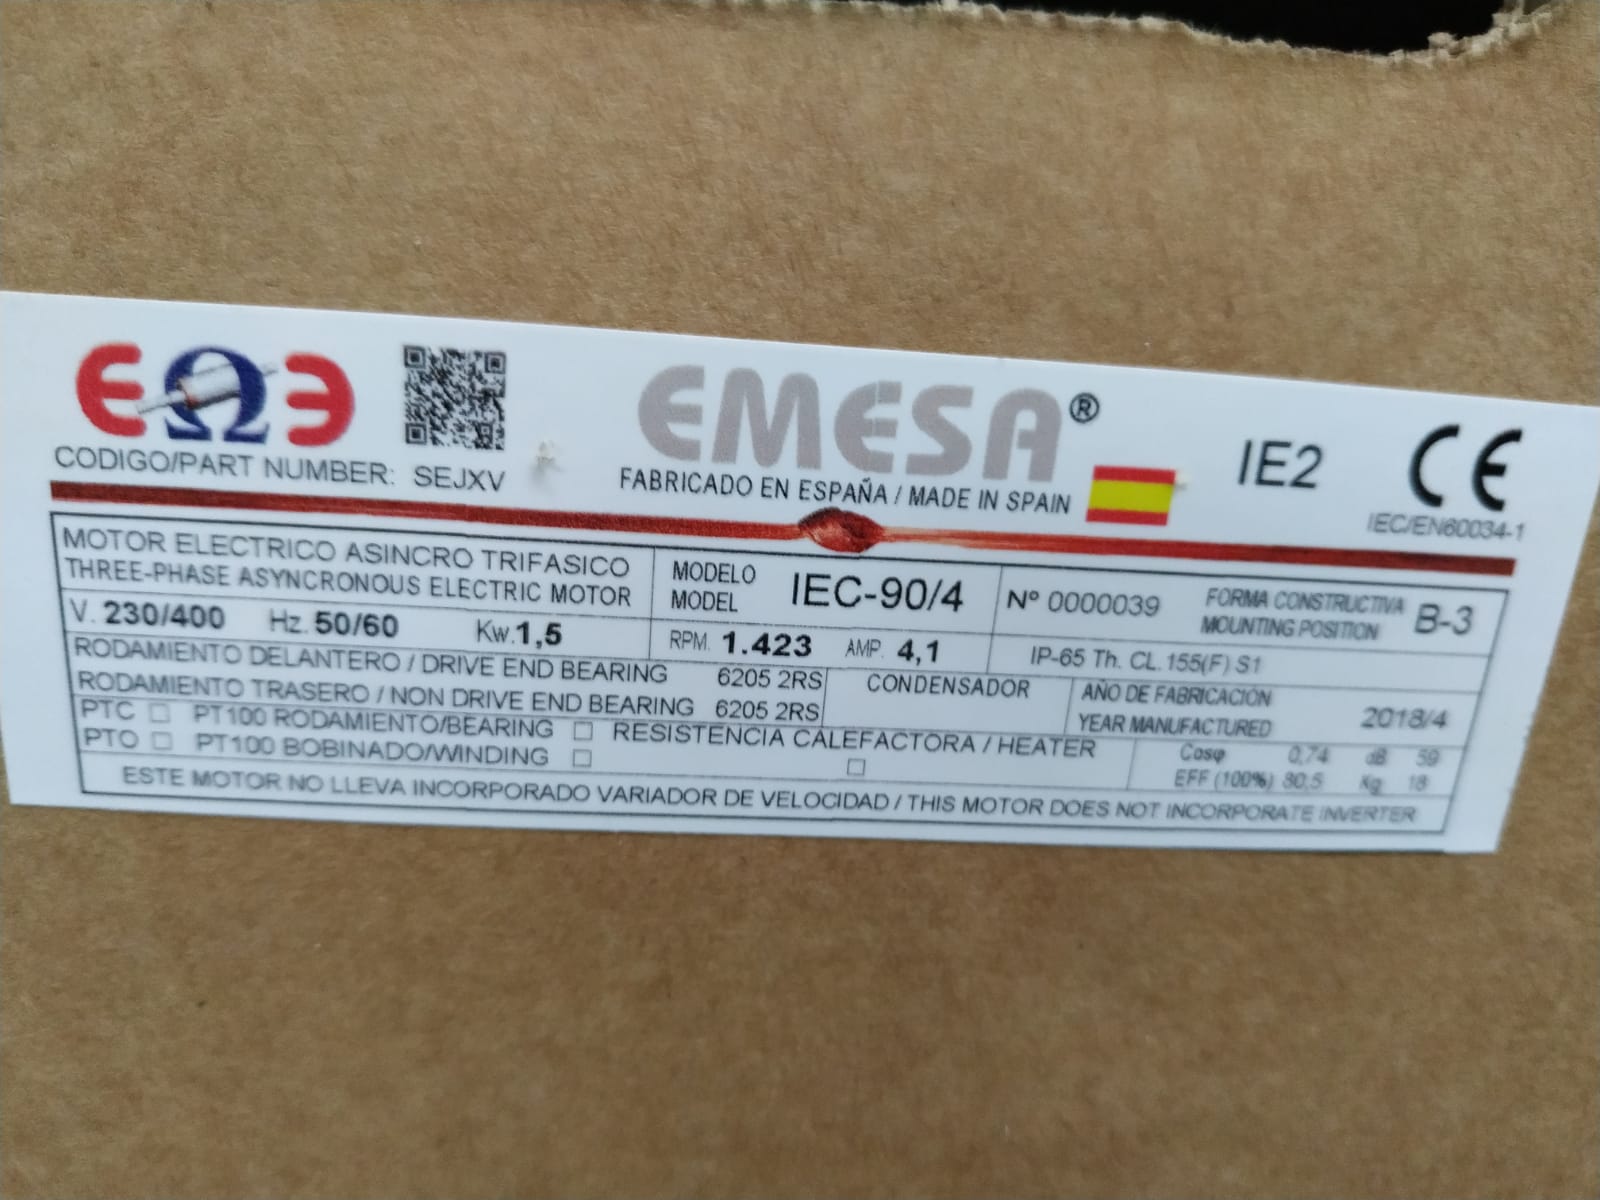 EΩE
EMESA®
IE2
CE
CODIGO/PART NUMBER: SEJXV
FABRICADO EN ESPAÑA / MADE IN SPAIN
IEC/EN60034-1
MOTOR ELECTRICO ASINCRO TRIFASICO
THREE-PHASE ASYNCRONOUS ELECTRIC MOTOR
MODELO
MODEL
IEC-90/4
Nº 0000039
FORMA CONSTRUCTIVA
MOUNTING POSITION
B-3
V. 230/400 Hz. 50/60 Kw. 1,5
RPM. 1.423 AMP. 4,1
IP-65 Th. CL. 155(F) S1
RODAMIENTO DELANTERO / DRIVE END BEARING 6205 2RS
RODAMIENTO TRASERO / NON DRIVE END BEARING 6205 2RS
CONDENSADOR
AÑO DE FABRICACIÓN
YEAR MANUFACTURED
2018/4
PTC □ PT100 RODAMIENTO/BEARING □
PTO □ PT100 BOBINADO/WINDING □
RESISTENCIA CALEFACTORA / HEATER
□
Cosφ 0,74 dB 59
EFF (100%) 80,5 Kg 18
ESTE MOTOR NO LLEVA INCORPORADO VARIADOR DE VELOCIDAD / THIS MOTOR DOES NOT INCORPORATE INVERTER